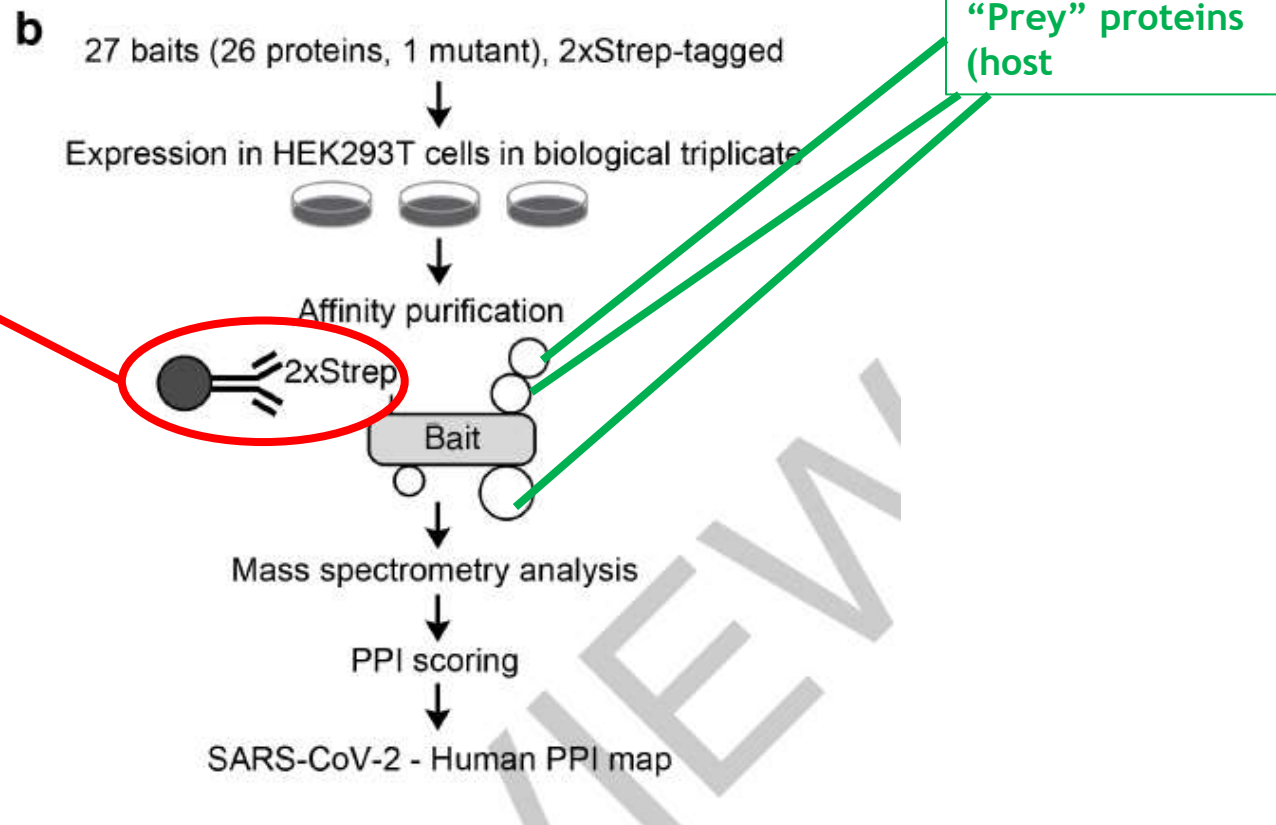 b
"Prey" proteins
(host
27 baits (26 proteins, 1 mutant), 2xStrep-tagged
Expression in HEK293T cells in biological triplicate
Affinity purification
2xStrep
Bait
Mass spectrometry analysis
PPI scoring
SARS-CoV-2 - Human PPI map